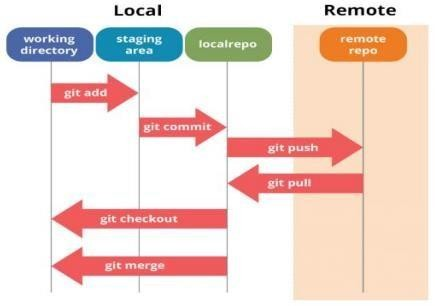 Local
Remote
working
directory
staging
area
localrepo
remote
repo
git add
git commit
git push
git pull
git checkout
git merge